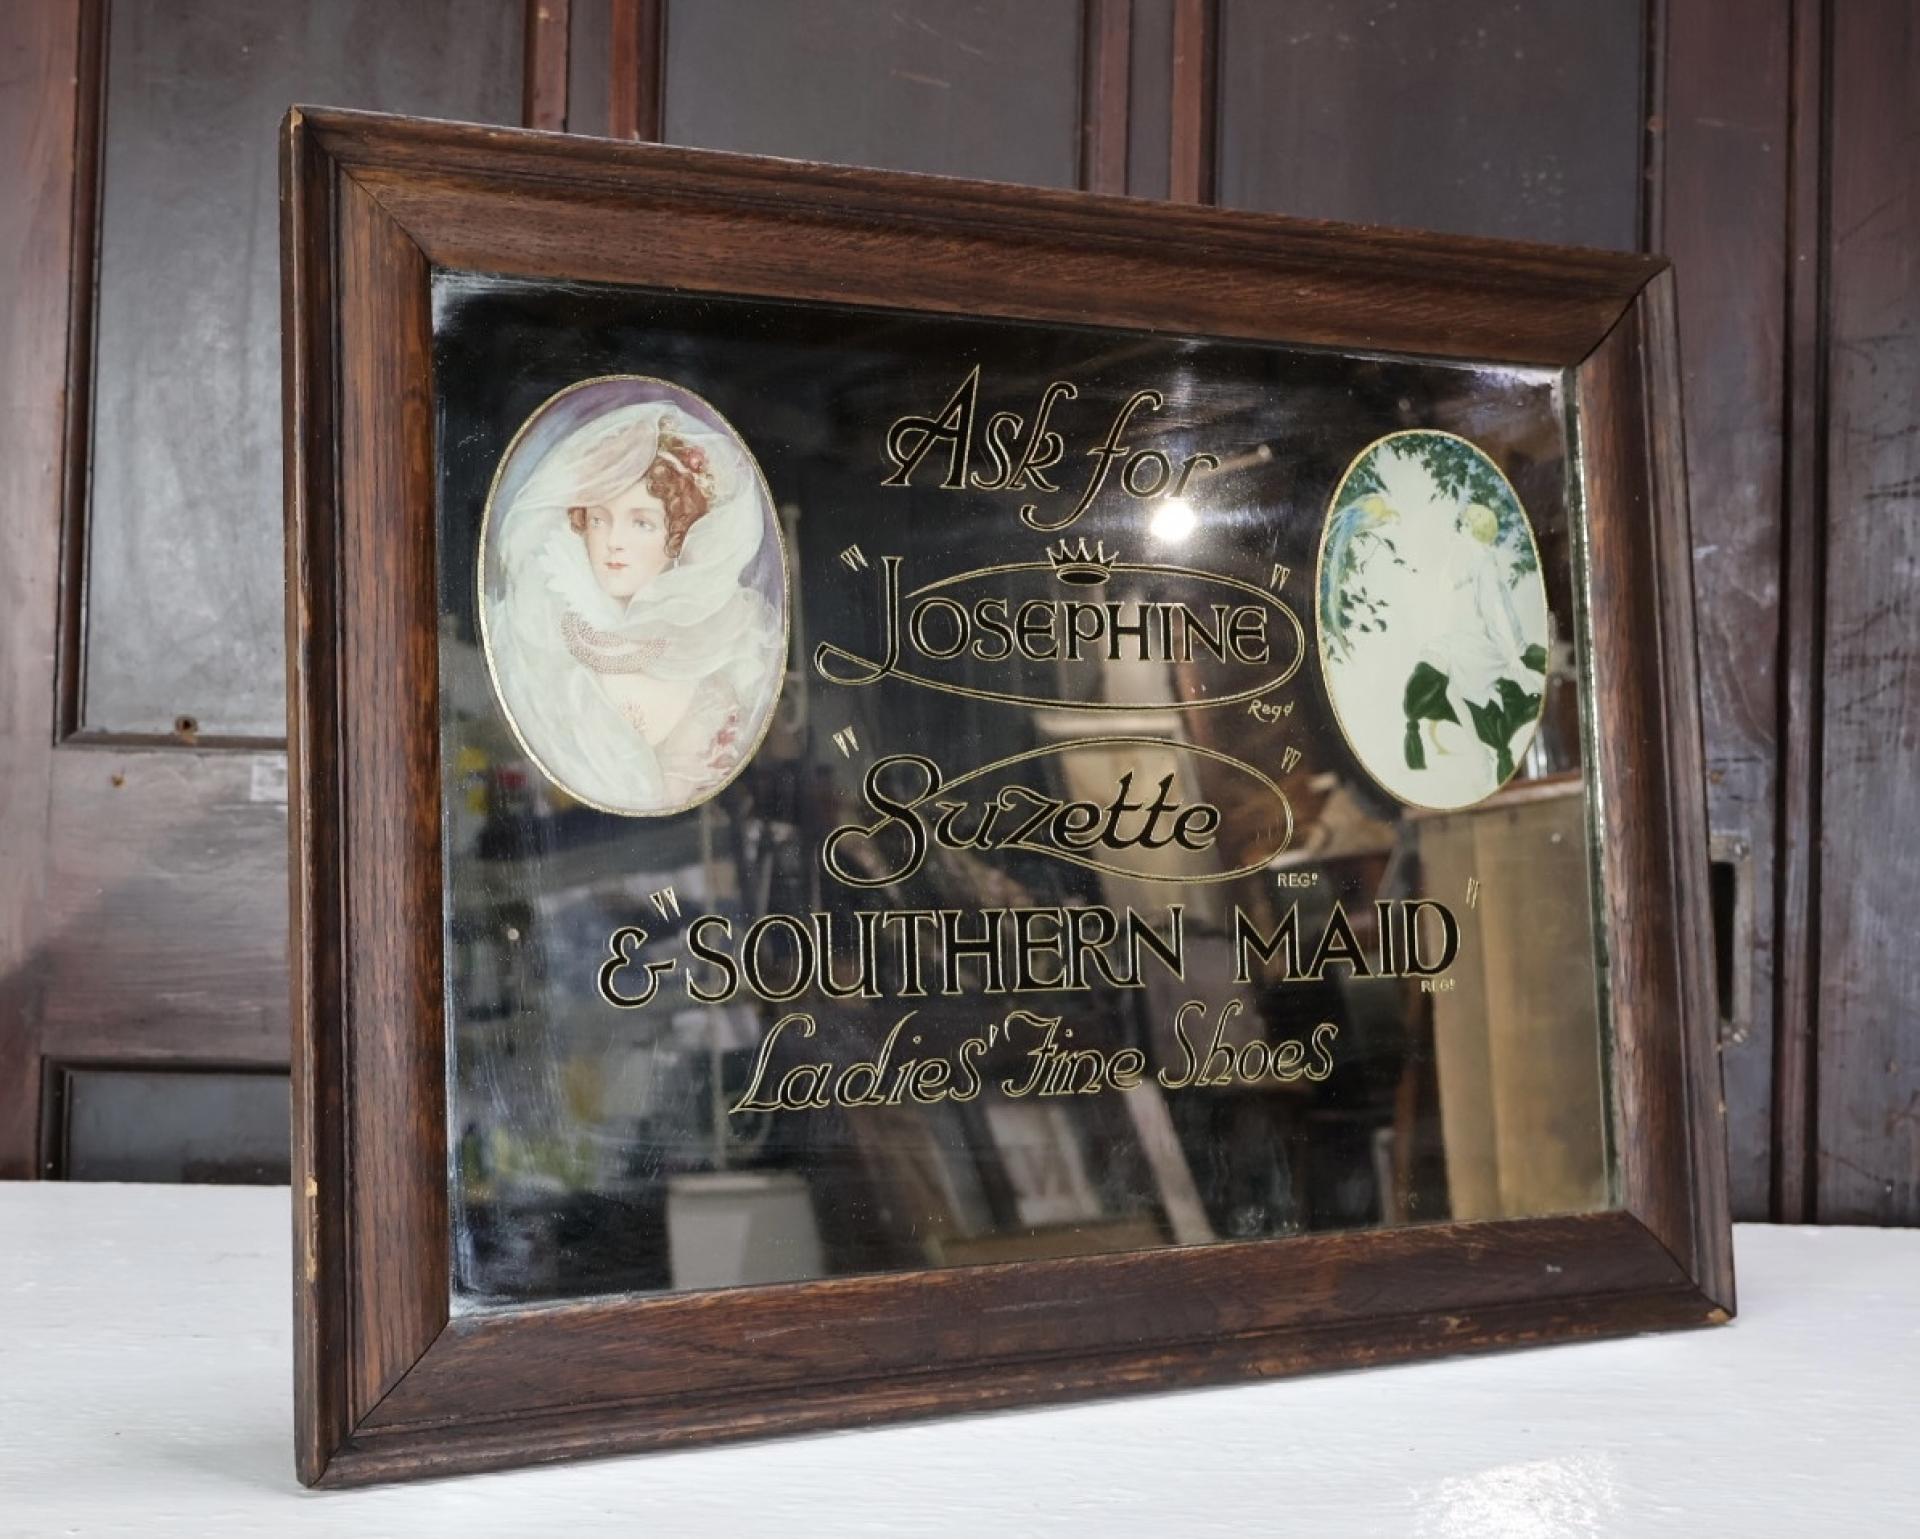 Ask for
"JOSEPHINE"
Regd
"Suzette"
REGD
& "SOUTHERN MAID"
REGD
Ladies' Fine Shoes